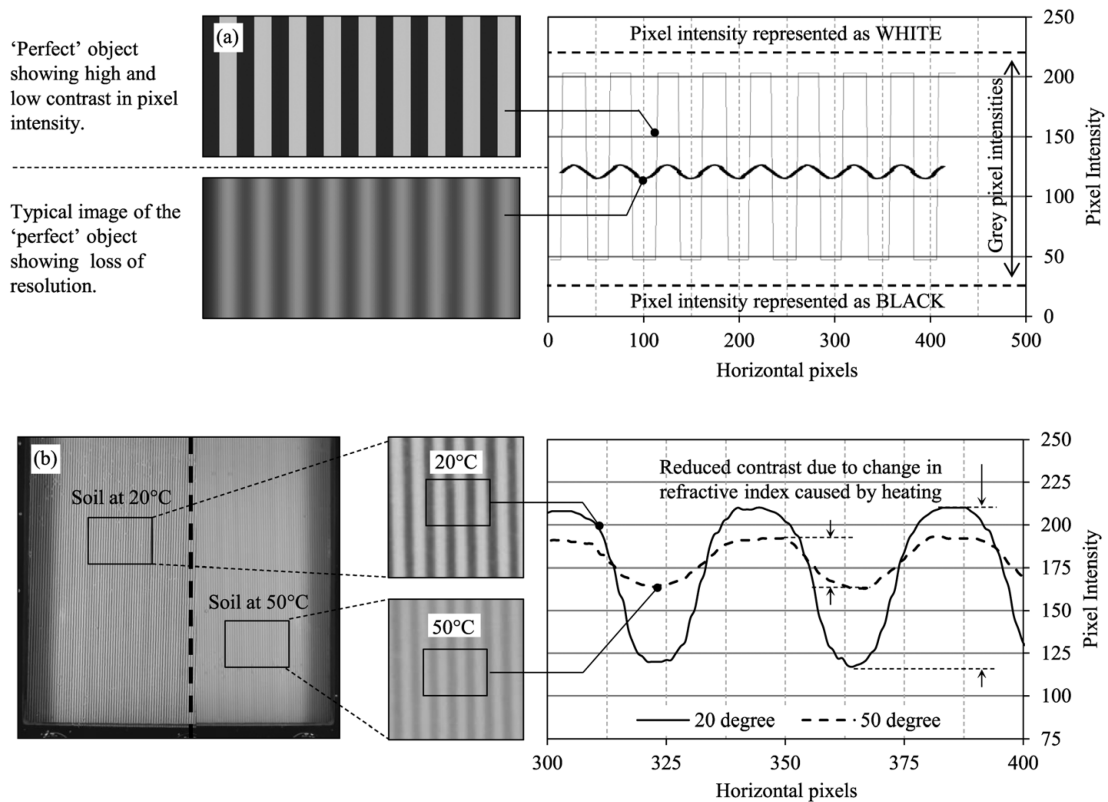 ‘Perfect’ object
showing high and
low contrast in pixel
intensity.
(a)
Typical image of the
‘perfect’ object
showing loss of
resolution.
Pixel intensity represented as WHITE
Pixel intensity represented as BLACK
Grey pixel intensities
250
200
150
100
50
0
Pixel Intensity
0 100 200 300 400 500
Horizontal pixels
(b)
Soil at 20°C
Soil at 50°C
20°C
50°C
Reduced contrast due to change in
refractive index caused by heating
20 degree 50 degree
250
225
200
175
150
125
100
75
Pixel Intensity
300 325 350 375 400
Horizontal pixels